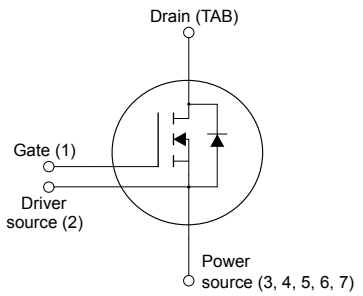 Drain (TAB)
Gate (1)
Driver
source (2)
Power
source (3, 4, 5, 6, 7)